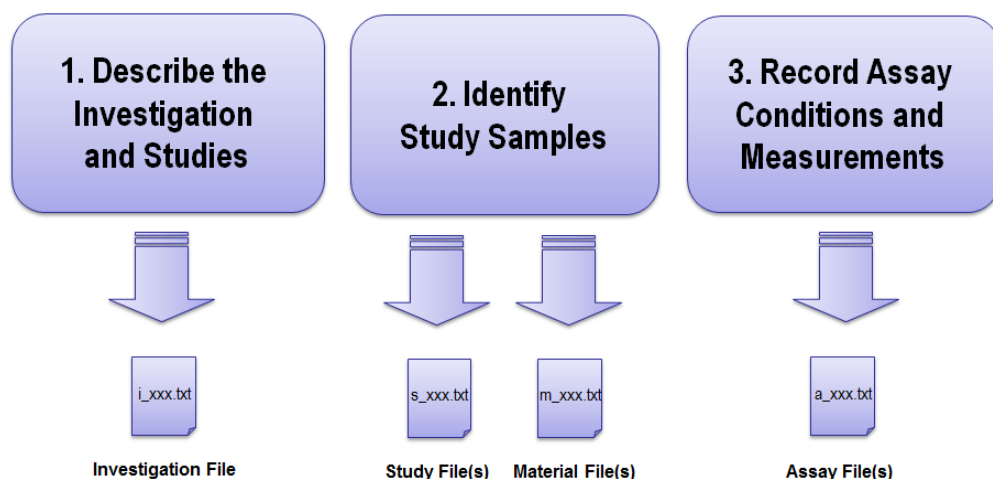 1. Describe the
Investigation
and Studies
2. Identify
Study Samples
3. Record Assay
Conditions and
Measurements
i_xxx.txt
s_xxx.txt
m_xxx.txt
a_xxx.txt
Investigation File
Study File(s)
Material File(s)
Assay File(s)